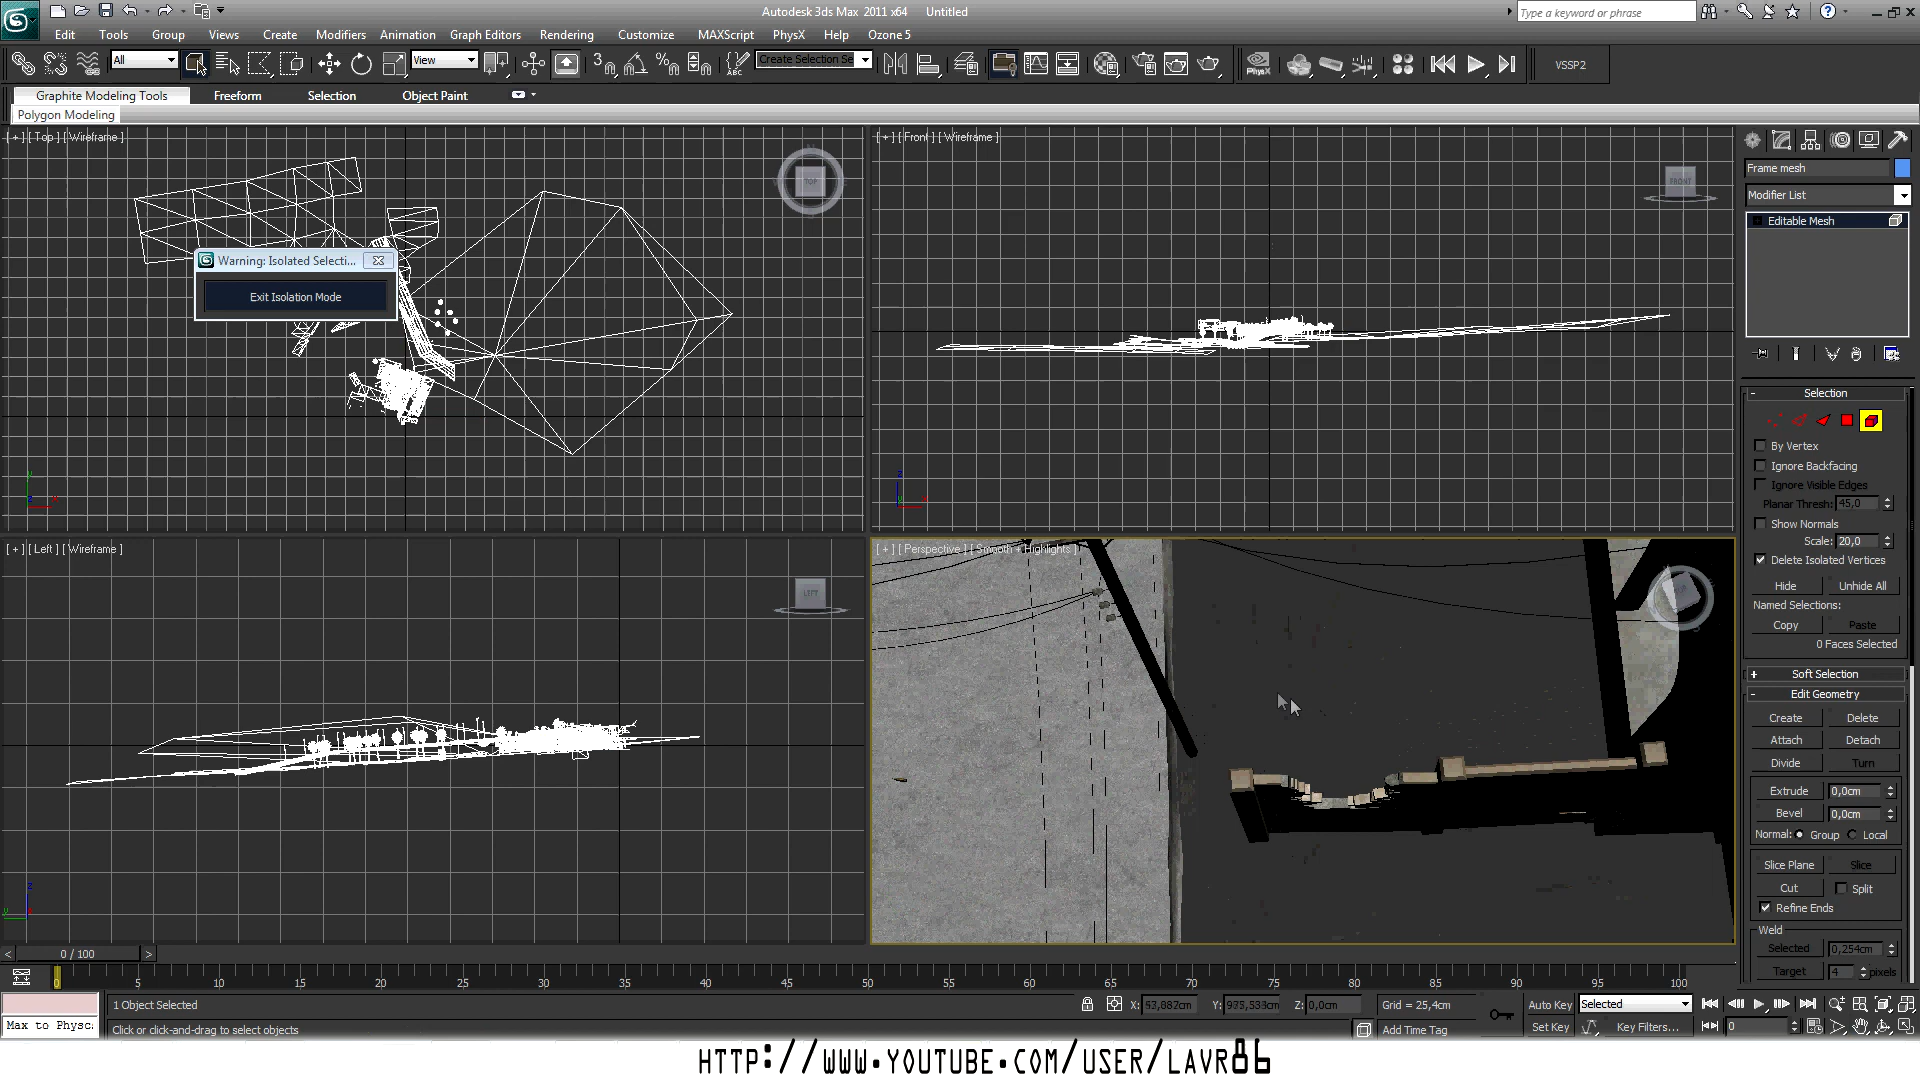 Autodesk 3ds Max 2011 x64 Untitled
Type a keyword or phrase
Edit Tools Group Views Create Modifiers Animation Graph Editors Rendering Customize MAXScript PhysX Help Ozone 5
All View Create Selection Se PhysX VSSP2
Graphite Modeling Tools Freeform Selection Object Paint
Polygon Modeling
[ + ] [ Top ] [ Wireframe ]
[ + ] [ Front ] [ Wireframe ]
TOP
FRONT
Warning: Isolated Selecti...
Exit Isolation Mode
[ + ] [ Left ] [ Wireframe ]
[ + ] [ Perspective ] [ Smooth + Highlights ]
LEFT
Frame mesh
Modifier List
Editable Mesh
Selection
By Vertex
Ignore Backfacing
Ignore Visible Edges
Planar Thresh: 45,0
Show Normals
Scale: 20,0
Delete Isolated Vertices
Hide Unhide All
Named Selections:
Copy Paste
0 Faces Selected
Soft Selection
Edit Geometry
Create Delete
Attach Detach
Divide Turn
Extrude 0,0cm
Bevel 0,0cm
Normal: Group Local
Slice Plane Slice
Cut Split
Refine Ends
Weld
Selected 0,254cm
Target 4 pixels
< 0 / 100 >
0 5 10 15 20 25 30 35 40 45 50 55 60 65 70 75 80 85 90 95 100
1 Object Selected
X: Y: Z: 0,0cm Grid = 25,4cm
Auto Key Selected
Max to Physc
Click or click-and-drag to select objects
Add Time Tag
Set Key Key Filters... 0
HTTP://WWW.YOUTUBE.COM/USER/LAVR86